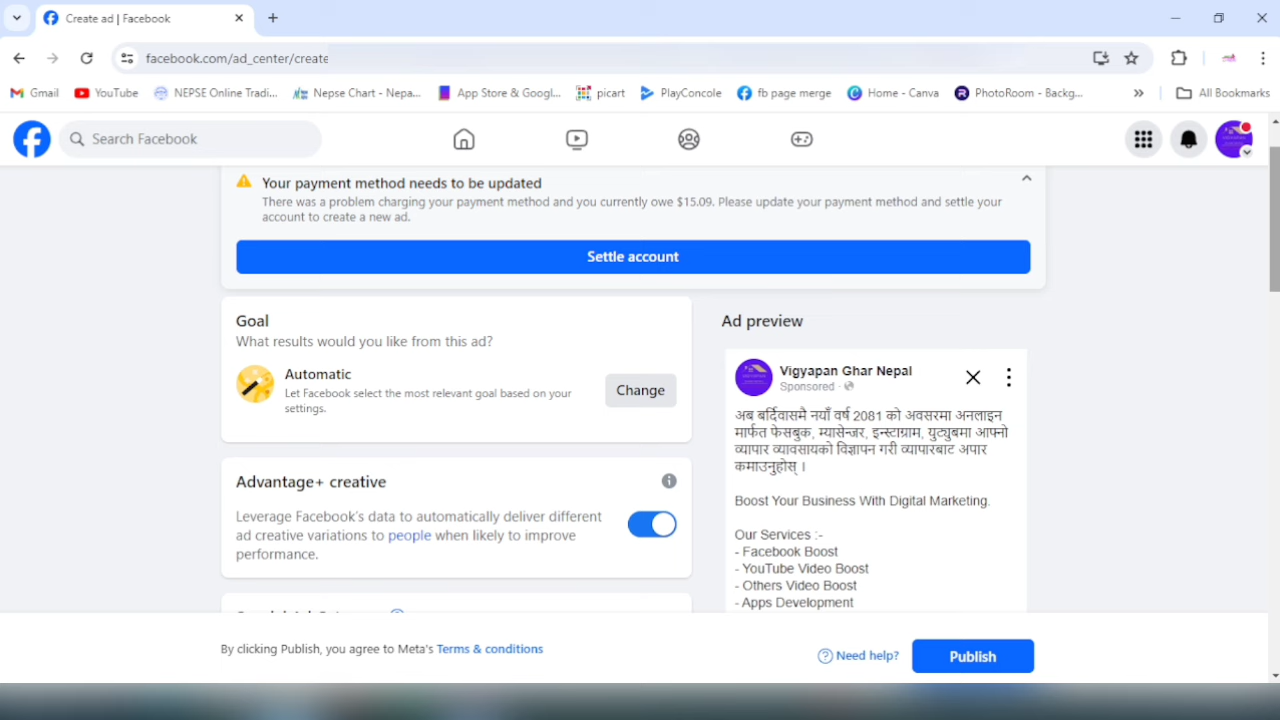 Create ad | Facebook
facebook.com/ad_center/create
Gmail
YouTube
NEPSE Online Tradi...
Nepse Chart - Nepa...
App Store & Googl...
picart
PlayConcole
fb page merge
Home - Canva
PhotoRoom - Backg...
»
All Bookmarks
Search Facebook
Your payment method needs to be updated
There was a problem charging your payment method and you currently owe $15.09. Please update your payment method and settle your
account to create a new ad.
Settle account
Goal
What results would you like from this ad?
Automatic
Let Facebook select the most relevant goal based on your
settings.
Change
Advantage+ creative
Leverage Facebook's data to automatically deliver different
ad creative variations to people when likely to improve
performance.
Ad preview
Vigyapan Ghar Nepal
Sponsored ·
अब बर्दिवासमै नयाँ वर्ष 2081 को अवसरमा अनलाइन
मार्फत फेसबुक, म्यासेन्जर, इन्स्टाग्राम, युट्युबमा आफ्नो
व्यापार व्यावसायको विज्ञापन गरी व्यापारबाट अपार
कमाउनुहोस् ।
Boost Your Business With Digital Marketing.
Our Services :-
- Facebook Boost
- YouTube Video Boost
- Others Video Boost
- Apps Development
By clicking Publish, you agree to Meta's Terms & conditions
Need help?
Publish